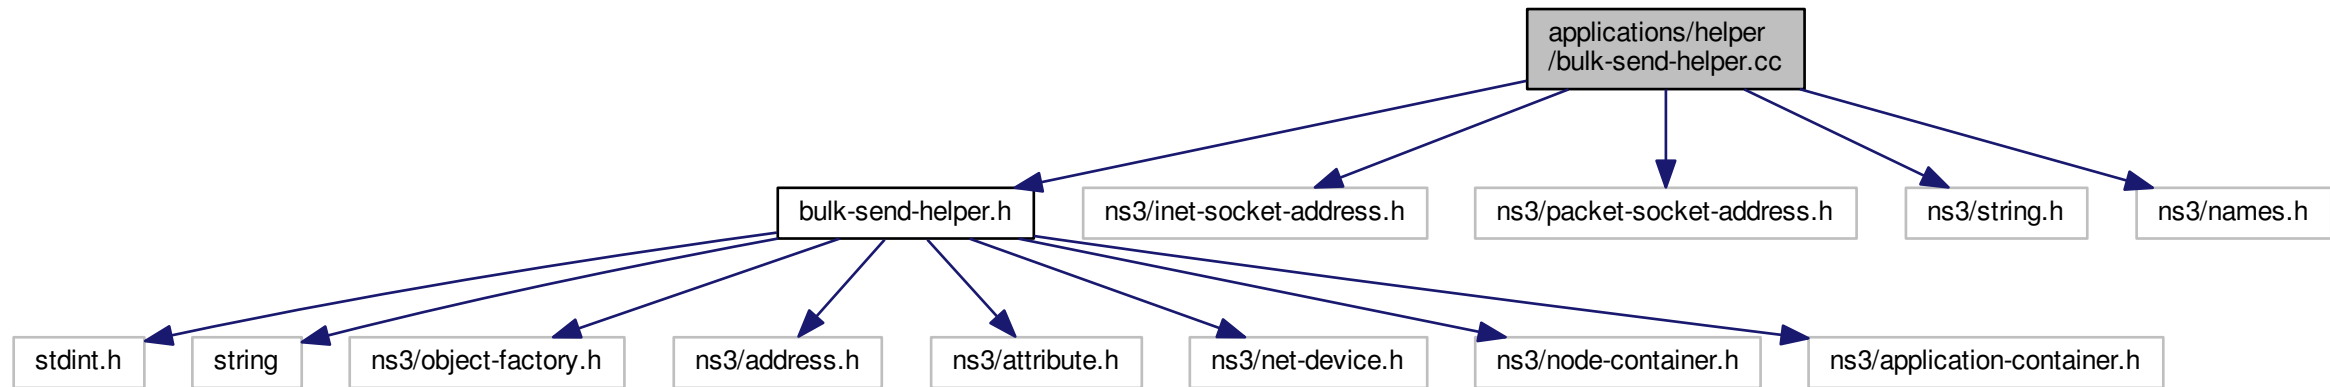 applications/helper
/bulk-send-helper.cc
bulk-send-helper.h
ns3/inet-socket-address.h
ns3/packet-socket-address.h
ns3/string.h
ns3/names.h
stdint.h
string
ns3/object-factory.h
ns3/address.h
ns3/attribute.h
ns3/net-device.h
ns3/node-container.h
ns3/application-container.h